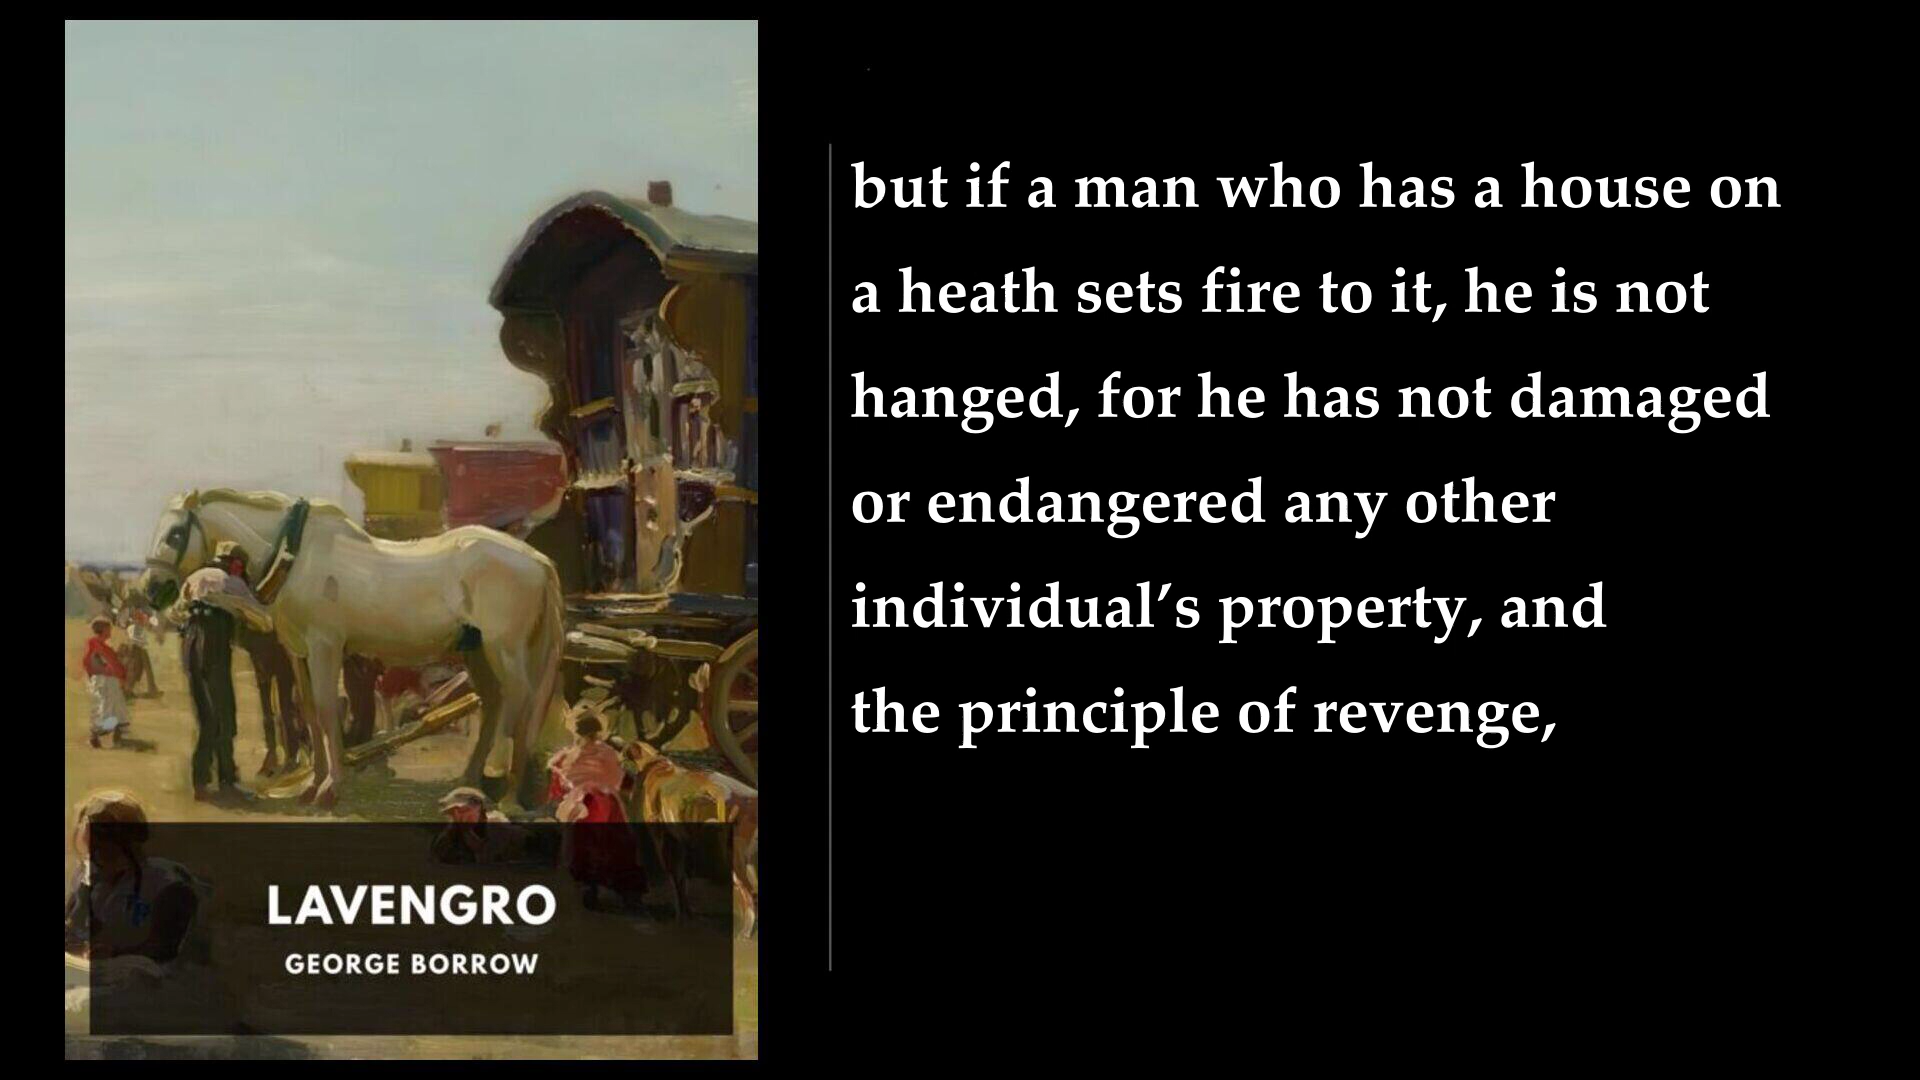 but if a man who has a house on
a heath sets fire to it, he is not
hanged, for he has not damaged
or endangered any other
individual’s property, and
the principle of revenge,
LAVENGRO
GEORGE BORROW